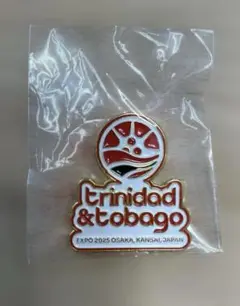 trinidad
&tobago
EXPO 2025 OSAKA, KANSAI, JAPAN